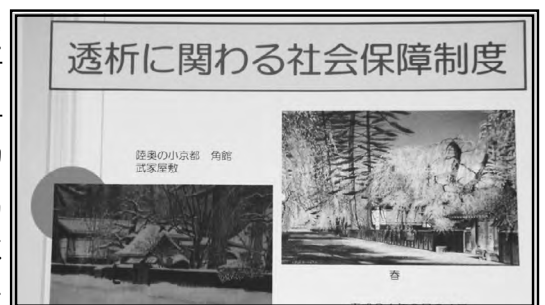 透析に関わる社会保障制度
陸奥の小京都 角館
武家屋敷
春